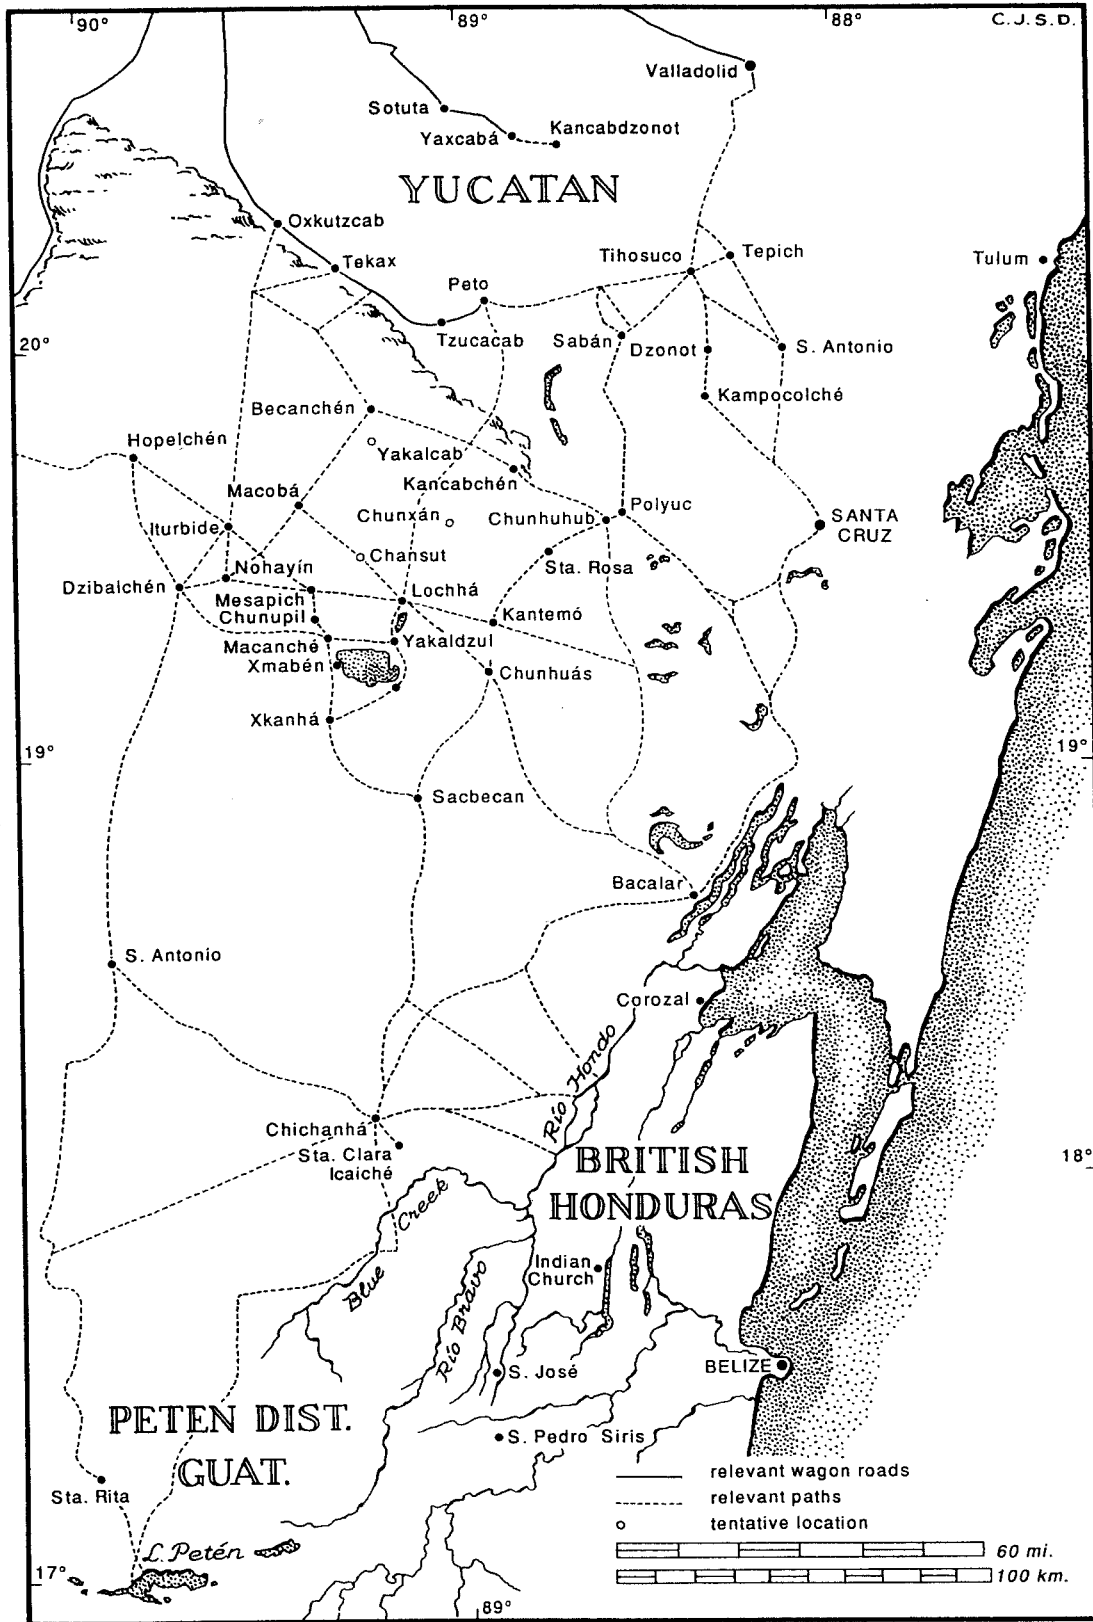 90°
89°
88°
C.J.S.D.
Valladolid
Sotuta
Yaxcabá
Kancabdzonot
YUCATAN
Oxkutzcab
Tekax
Peto
Tihosuco
Tepich
Tulum
Tzucacab
Sabán
Dzonot
S. Antonio
20°
Kampocolché
Becanchén
Hopelchén
Yakalcab
Kancabchén
Macobá
Chunxán
Chunhuhub
Polyuc
SANTA
CRUZ
Iturbide
Chansut
Sta. Rosa
Nohayín
Dzibalchén
Mesapich
Lochhá
Chunupil
Kantemó
Macanché
Yakaldzul
Xmabén
Chunhuás
Xkanhá
19°
19°
Sacbecan
Bacalar
S. Antonio
Corozal
Río Hondo
Chichanhá
Sta. Clara
Icaiché
BRITISH
HONDURAS
18°
Blue Creek
Río Bravo
Indian
Church
S. José
BELIZE
PETEN DIST.
GUAT.
S. Pedro Siris
Sta. Rita
L. Petén
17°
89°
relevant wagon roads
relevant paths
tentative location
60 mi.
100 km.